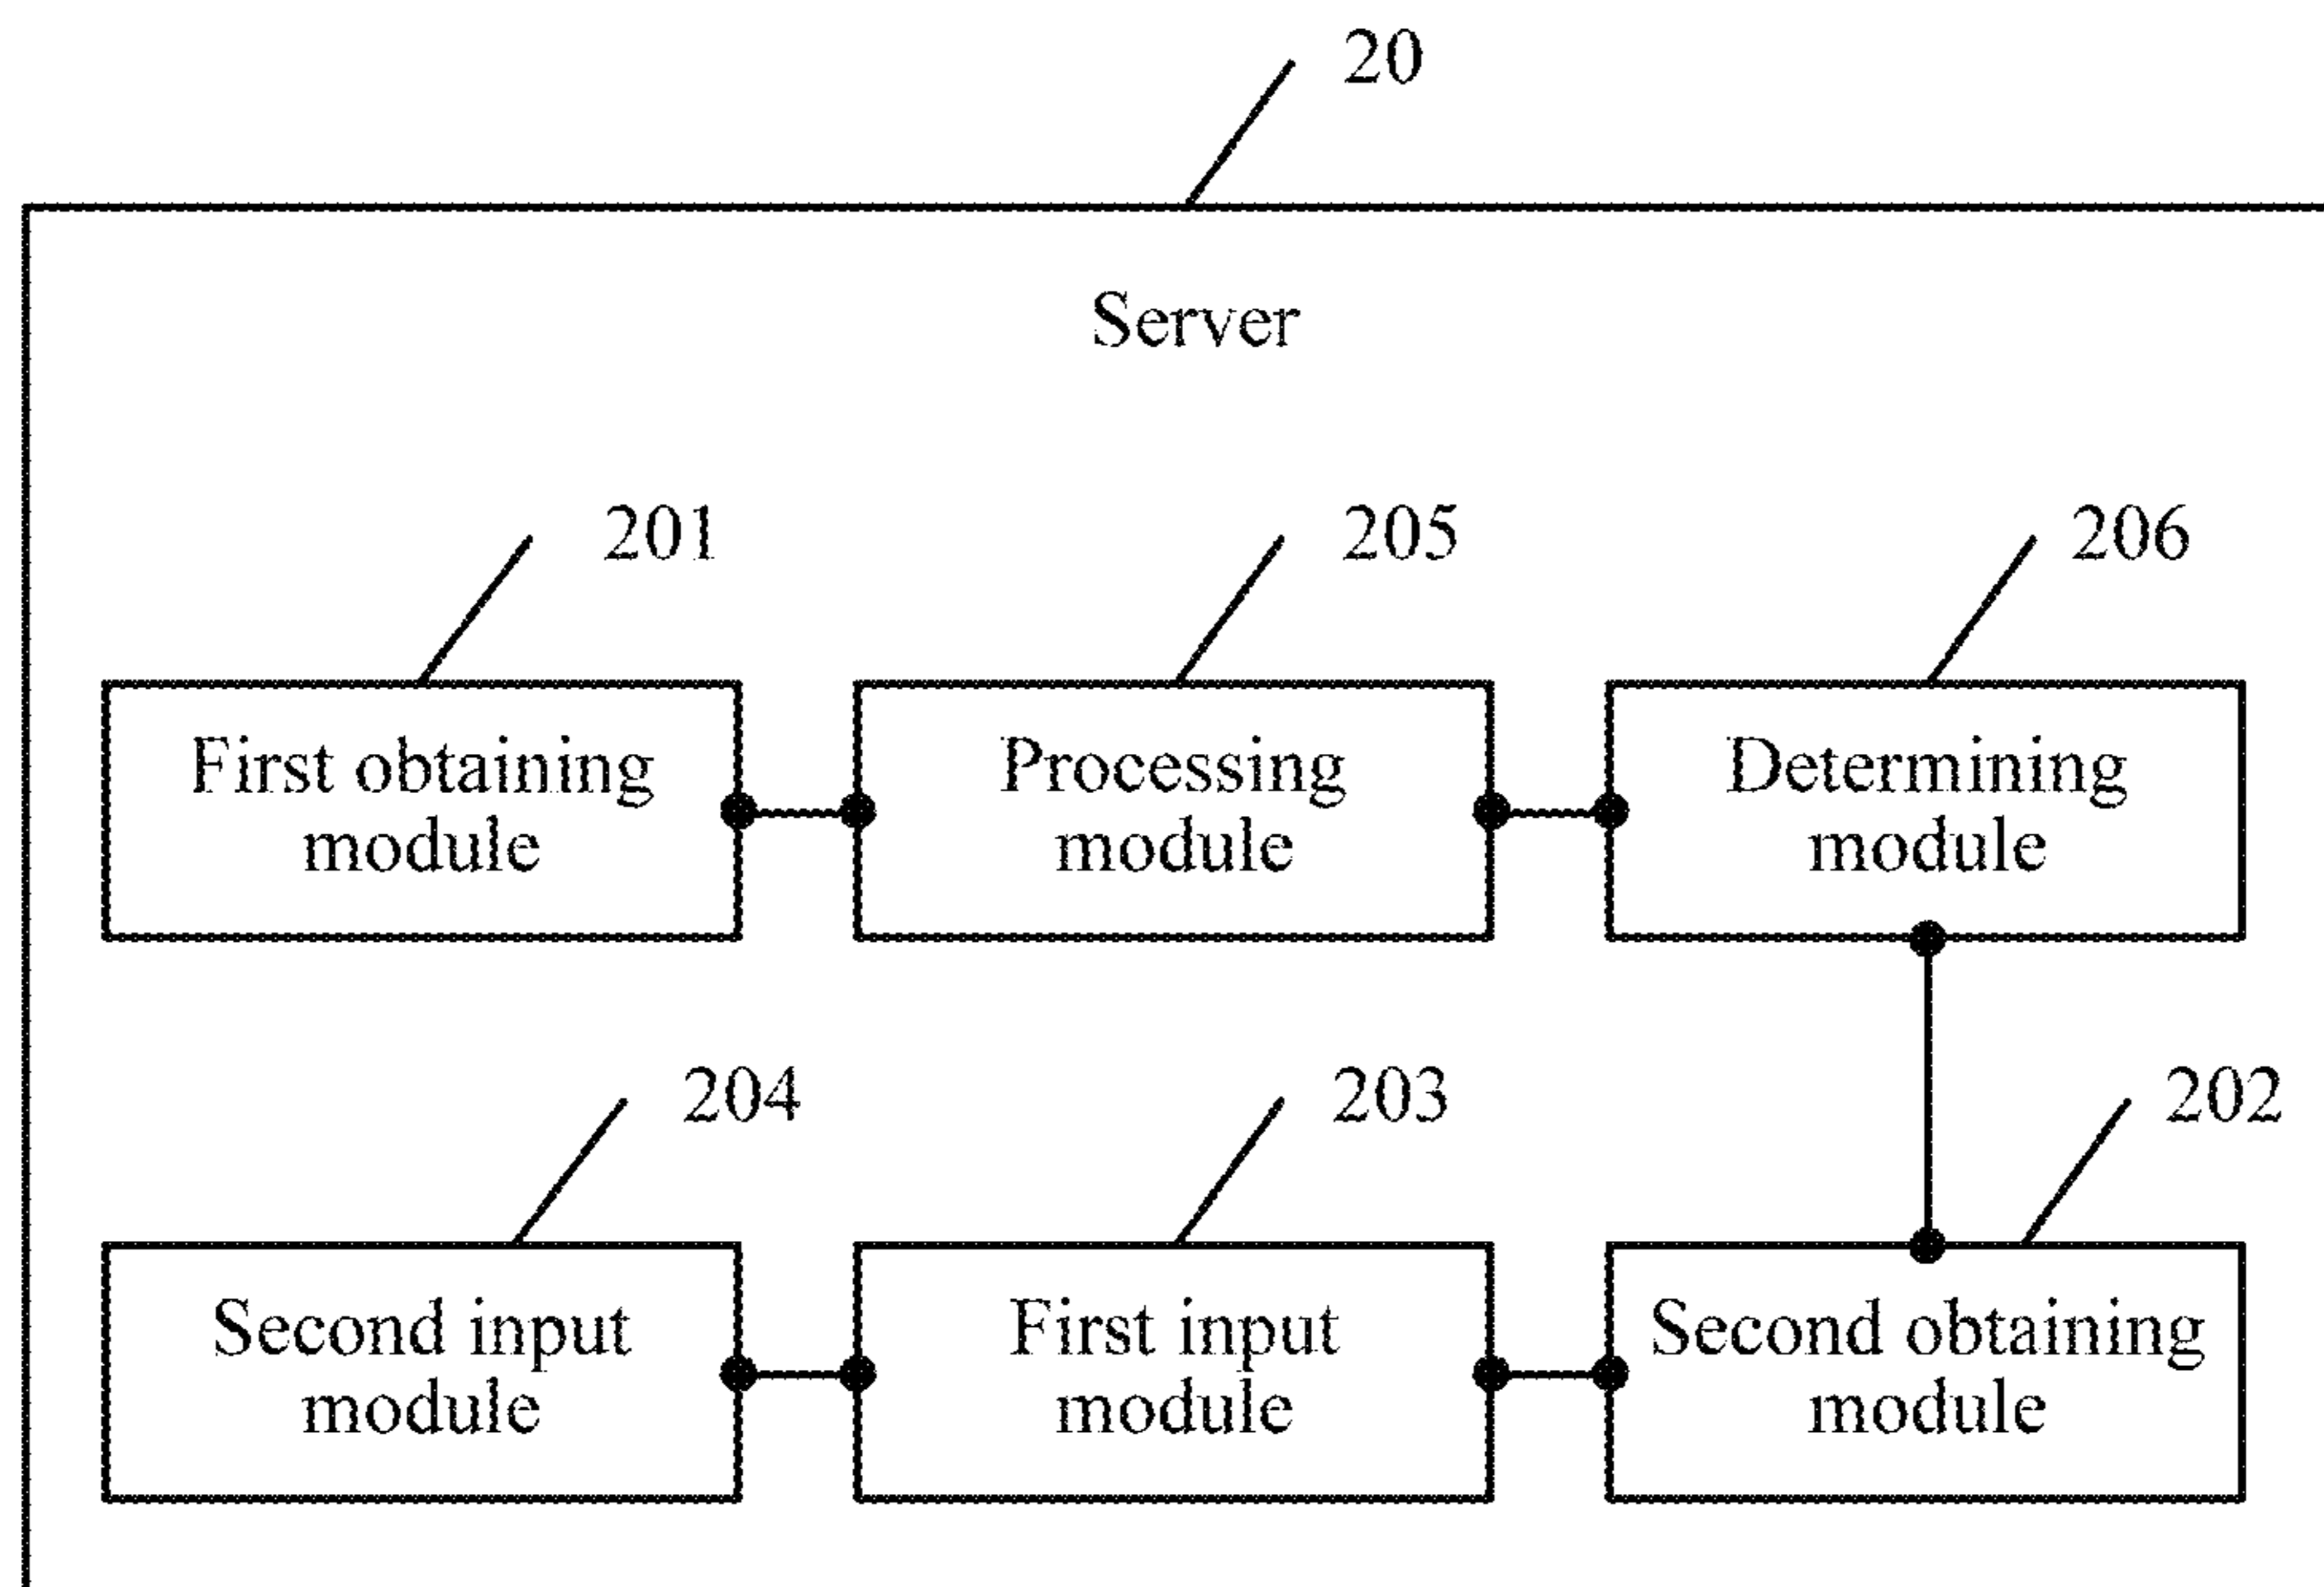 20
Server
201
205
206
First obtaining
module
Processing
module
Determining
module
204
203
202
Second input
module
First input
module
Second obtaining
module